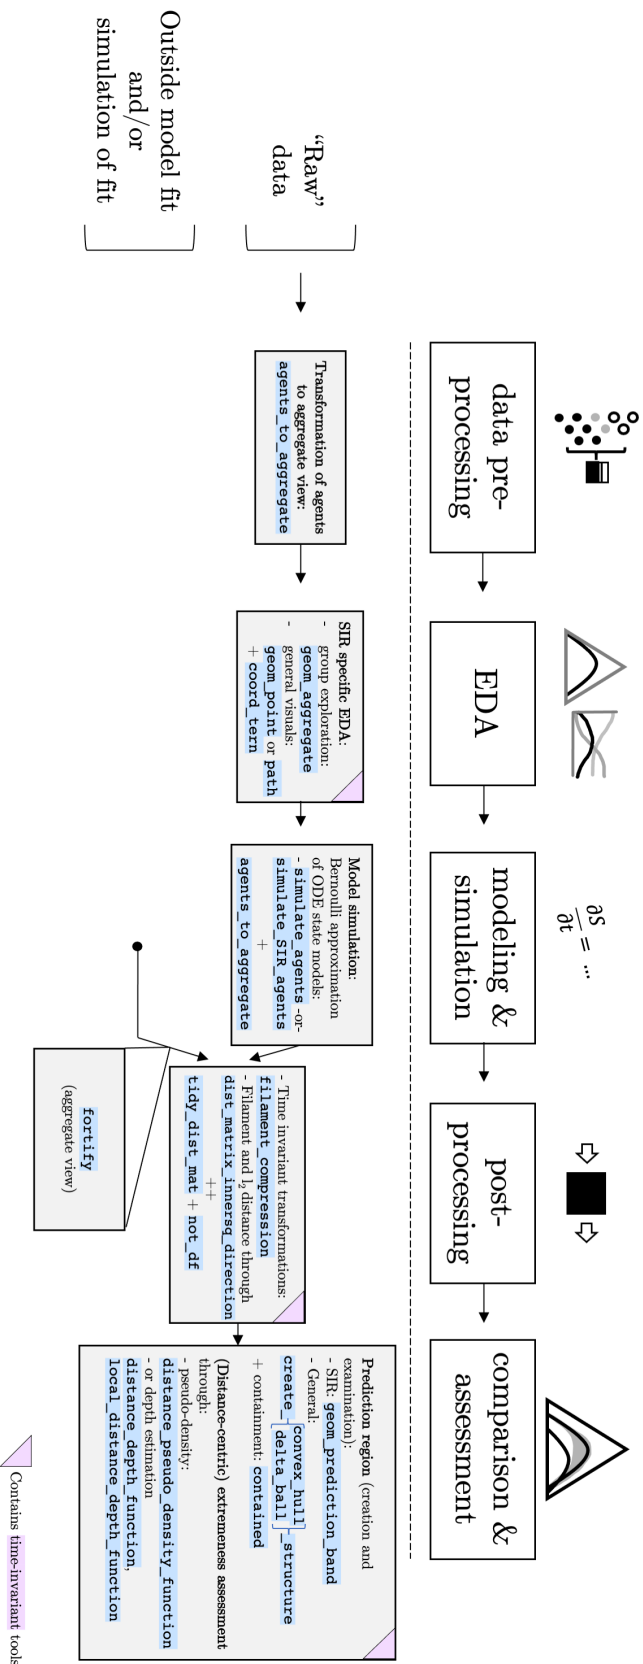 data pre-
processing
EDA
modeling &
simulation
post-
processing
comparison &
assessment
∂S
∂t
= ...
“Raw”
data
Outside model fit
and/or
simulation of fit
Transformation of agents
to aggregate view:
agents_to_aggregate
SIR specific EDA:
- group exploration:
geom_aggregate
- general visuals:
geom_point or path
+ coord_tern
Model simulation:
Bernoulli approximation
of ODE state models:
- simulate_agents -or-
simulate_SIR_agents
+
agents_to_aggregate
fortify
(aggregate view)
- Time invariant transformations:
filament_compression
- Filament and l2 distance through
dist_matrix_innersq_direction
++
tidy_dist_mat + not_df
Prediction region (creation and
examination):
- SIR: geom_prediction_band
- General:
create_{convex_hull
delta_ball}_structure
+ containment: contained
(Distance-centric) extremeness assessment
through:
- pseudo-density:
distance_pseudo_density_function
- or depth estimation
distance_depth_function,
local_distance_depth_function
Contains time-invariant tools